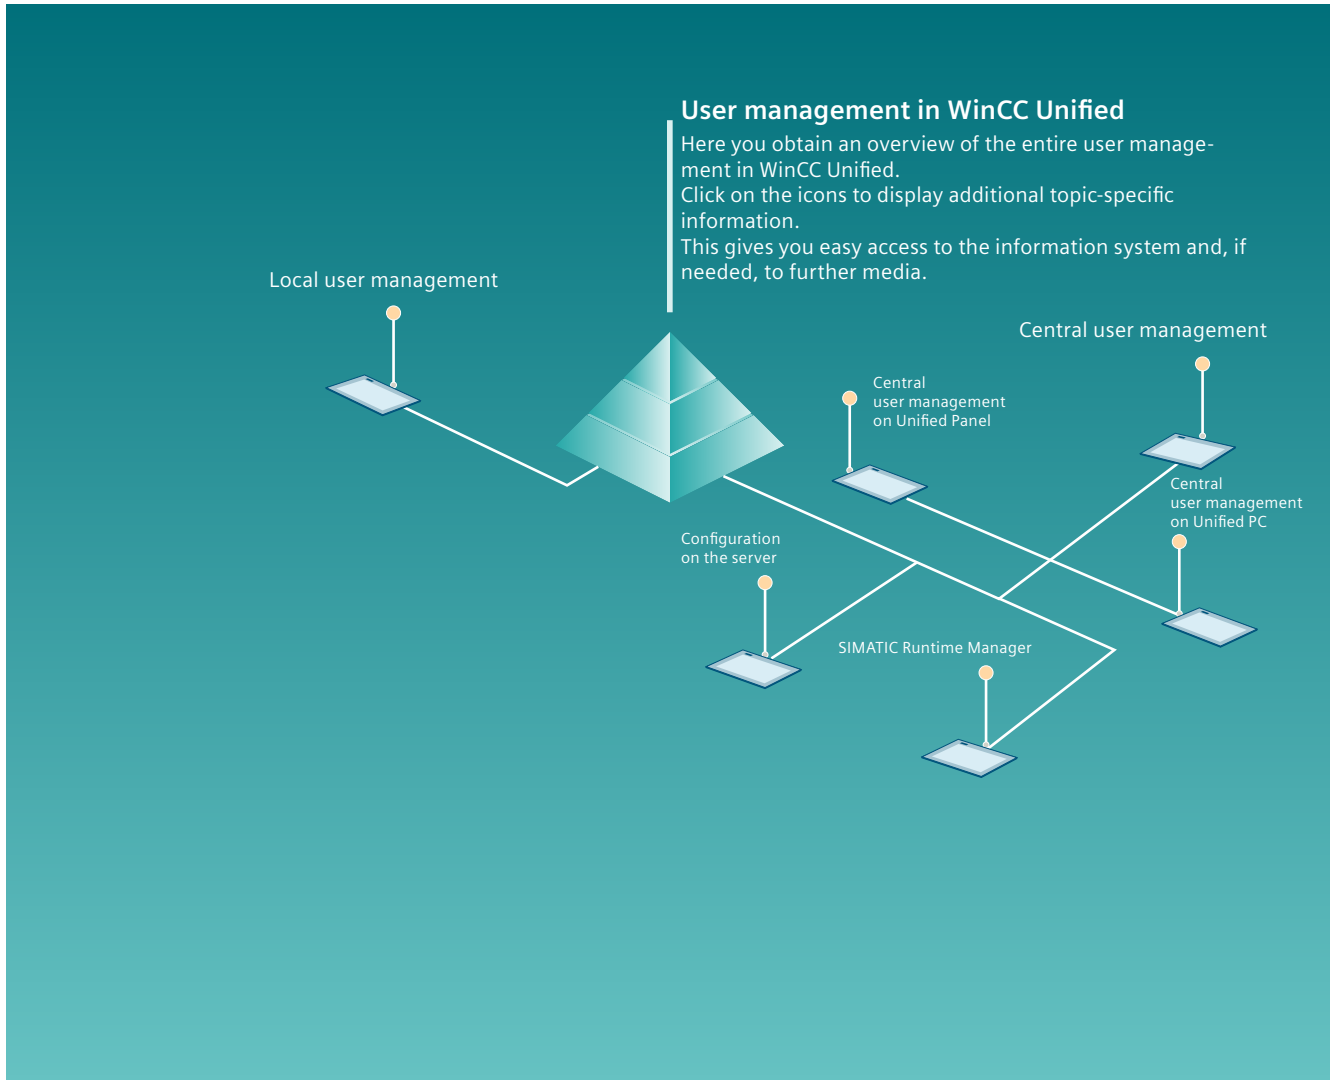 User management in WinCC Unified
Here you obtain an overview of the entire user manage-
ment in WinCC Unified.
Click on the icons to display additional topic-specific
information.
This gives you easy access to the information system and, if
needed, to further media.
Local user management
Central user management
Central
user management
on Unified Panel
Central
user management
on Unified PC
Configuration
on the server
SIMATIC Runtime Manager